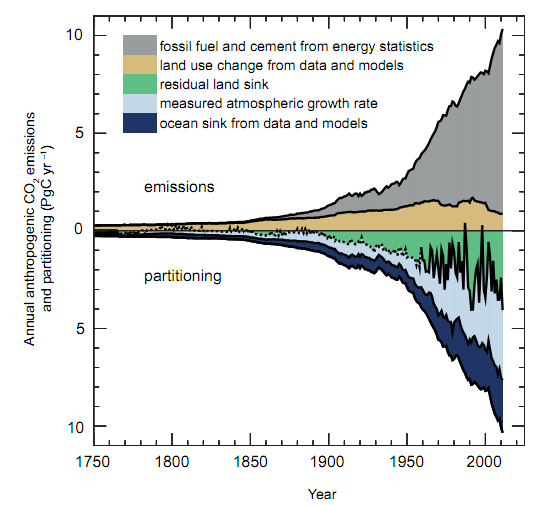 10
fossil fuel and cement from energy statistics
land use change from data and models
residual land sink
measured atmospheric growth rate
ocean sink from data and models
5
emissions
0
partitioning
5
10
Annual anthropogenic CO2 emissions
and partitioning (PgC yr −1)
1750 1800 1850 1900 1950 2000
Year